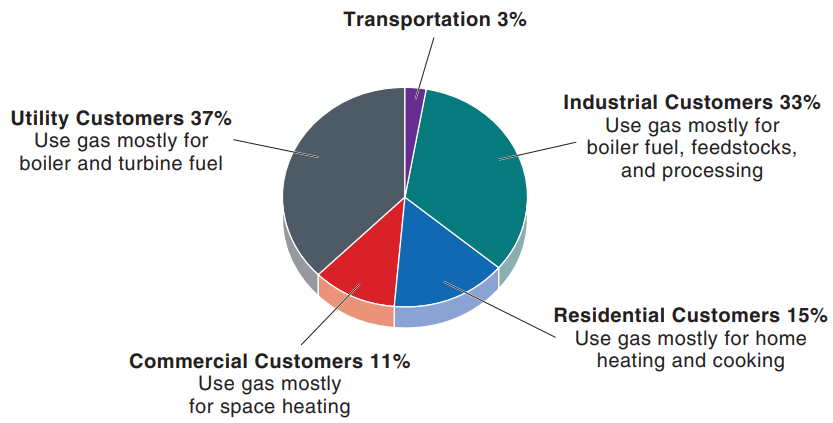 Transportation 3%
Utility Customers 37%
Use gas mostly for
boiler and turbine fuel
Industrial Customers 33%
Use gas mostly for
boiler fuel, feedstocks,
and processing
Residential Customers 15%
Use gas mostly for home
heating and cooking
Commercial Customers 11%
Use gas mostly
for space heating